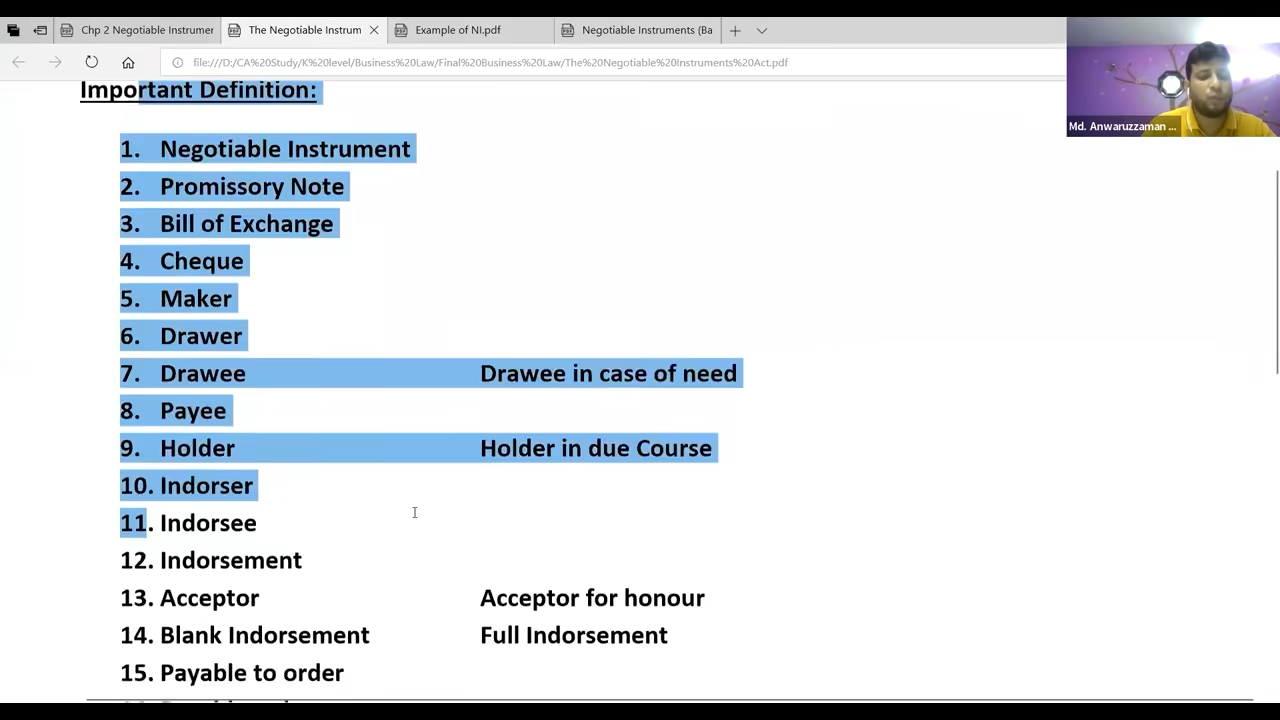 Chp 2 Negotiable Instrumen
The Negotiable Instrum
Example of NI.pdf
Negotiable Instruments (Ba
file:///D:/CA%20Study/K%20level/Business%20Law/Final%20Business%20Law/The%20Negotiable%20Instruments%20Act.pdf
Md. Anwaruzzaman ...
Important Definition:
1. Negotiable Instrument
2. Promissory Note
3. Bill of Exchange
4. Cheque
5. Maker
6. Drawer
7. Drawee Drawee in case of need
8. Payee
9. Holder Holder in due Course
10. Indorser
11. Indorsee
12. Indorsement
13. Acceptor Acceptor for honour
14. Blank Indorsement Full Indorsement
15. Payable to order